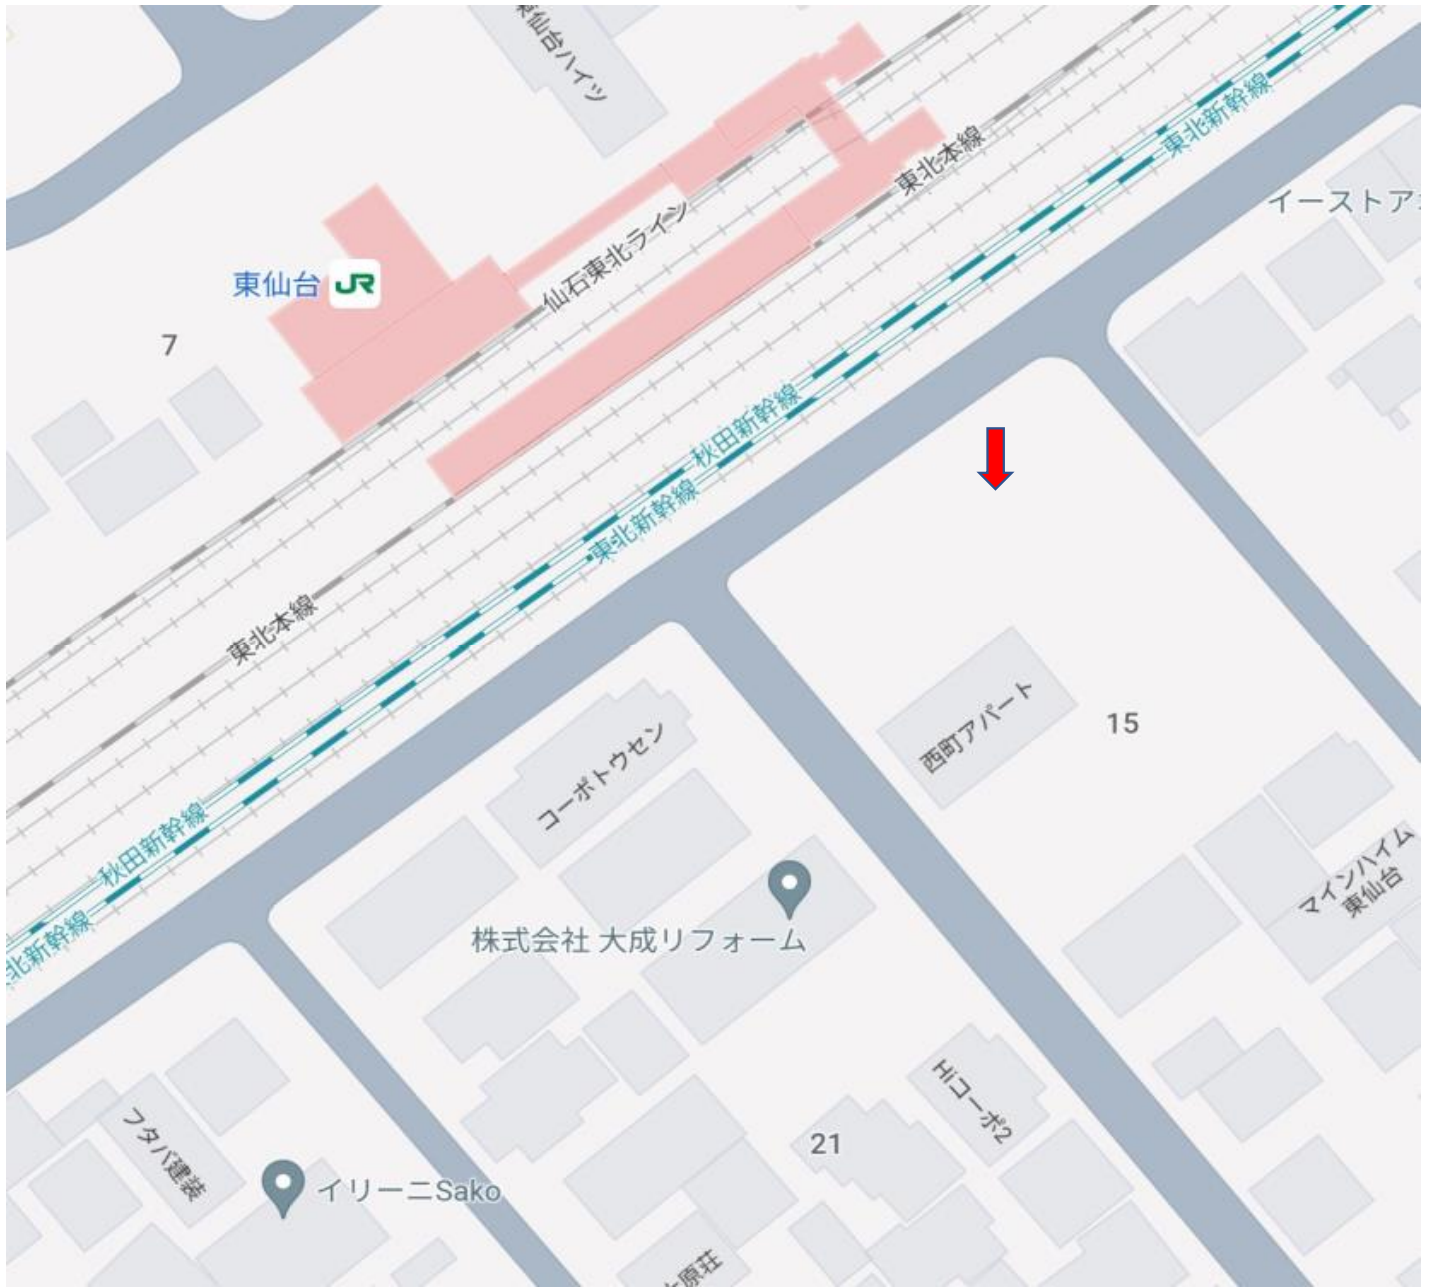 東仙台ハイツ
東北新幹線
東北本線
イーストア
仙石東北ライン
東仙台 JR
7
秋田新幹線
東北新幹線
東北本線
西町アパート
15
コーポトウセン
秋田新幹線
マインハイム
東仙台
北新幹線
株式会社 大成リフォーム
Hiコーポ2
フタバ建装
21
イリーニSako
原荘